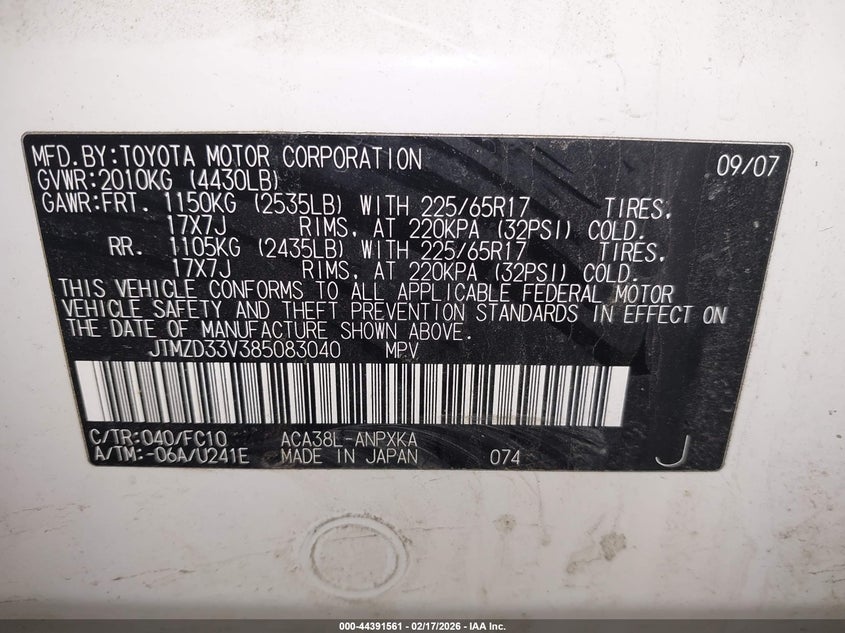 MFD.BY:TOYOTA MOTOR CORPORATION 09/07
GVWR:2010KG (4430LB)
GAWR:FRT. 1150KG (2535LB) WITH 225/65R17 TIRES,
17X7J RIMS, AT 220KPA (32PSI) COLD.
RR. 1105KG (2435LB) WITH 225/65R17 TIRES,
17X7J RIMS, AT 220KPA (32PSI) COLD.
THIS VEHICLE CONFORMS TO ALL APPLICABLE FEDERAL MOTOR
VEHICLE SAFETY AND THEFT PREVENTION STANDARDS IN EFFECT ON
THE DATE OF MANUFACTURE SHOWN ABOVE.
JTMZD33V385083040 MPV
C/TR:040/FC10 ACA38L-ANPXKA
A/TM:-06A/U241E MADE IN JAPAN 074 J
000-44391561 | 02/17/2026 – IAA Inc.